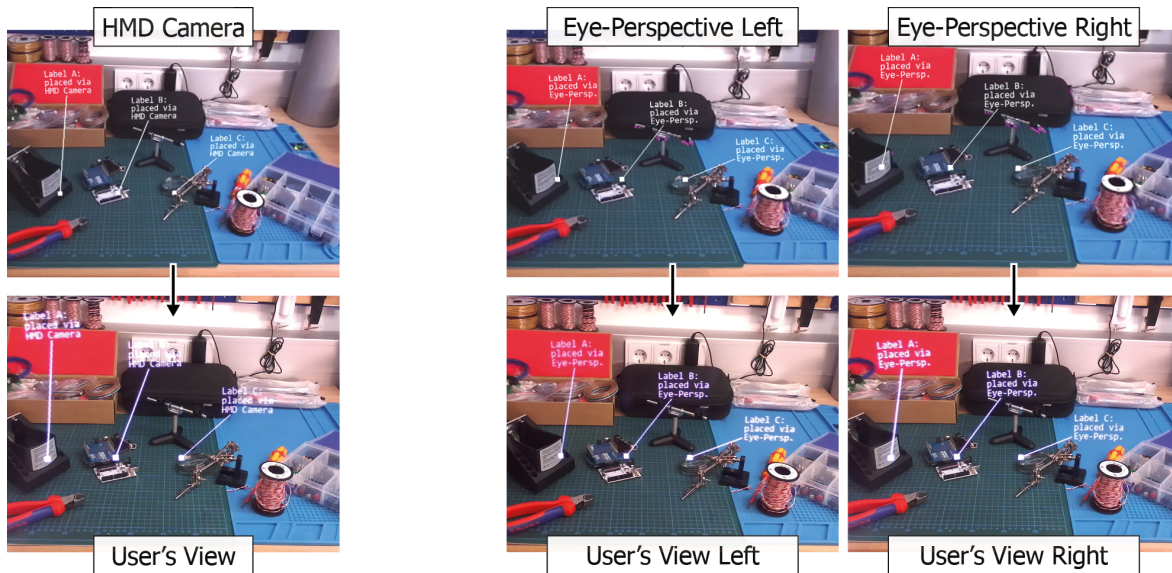 HMD Camera
Eye-Perspective Left
Eye-Perspective Right
Label A:
placed via
HMD Camera
Label B:
placed via
HMD Camera
Label C:
placed via
HMD Camera
Label A:
placed via
Eye-Persp.
Label B:
placed via
Eye-Persp.
Label C:
placed via
Eye-Persp.
Label A:
placed via
Eye-Persp.
Label B:
placed via
Eye-Persp.
Label C:
placed via
Eye-Persp.
Label A:
placed via
HMD Camera
Label B:
placed via
HMD Camera
Label C:
placed via
HMD Camera
Label A:
placed via
Eye-Persp.
Label B:
placed via
Eye-Persp.
Label C:
placed via
Eye-Persp.
Label A:
placed via
Eye-Persp.
Label B:
placed via
Eye-Persp.
Label C:
placed via
Eye-Persp.
User's View
User's View Left
User's View Right